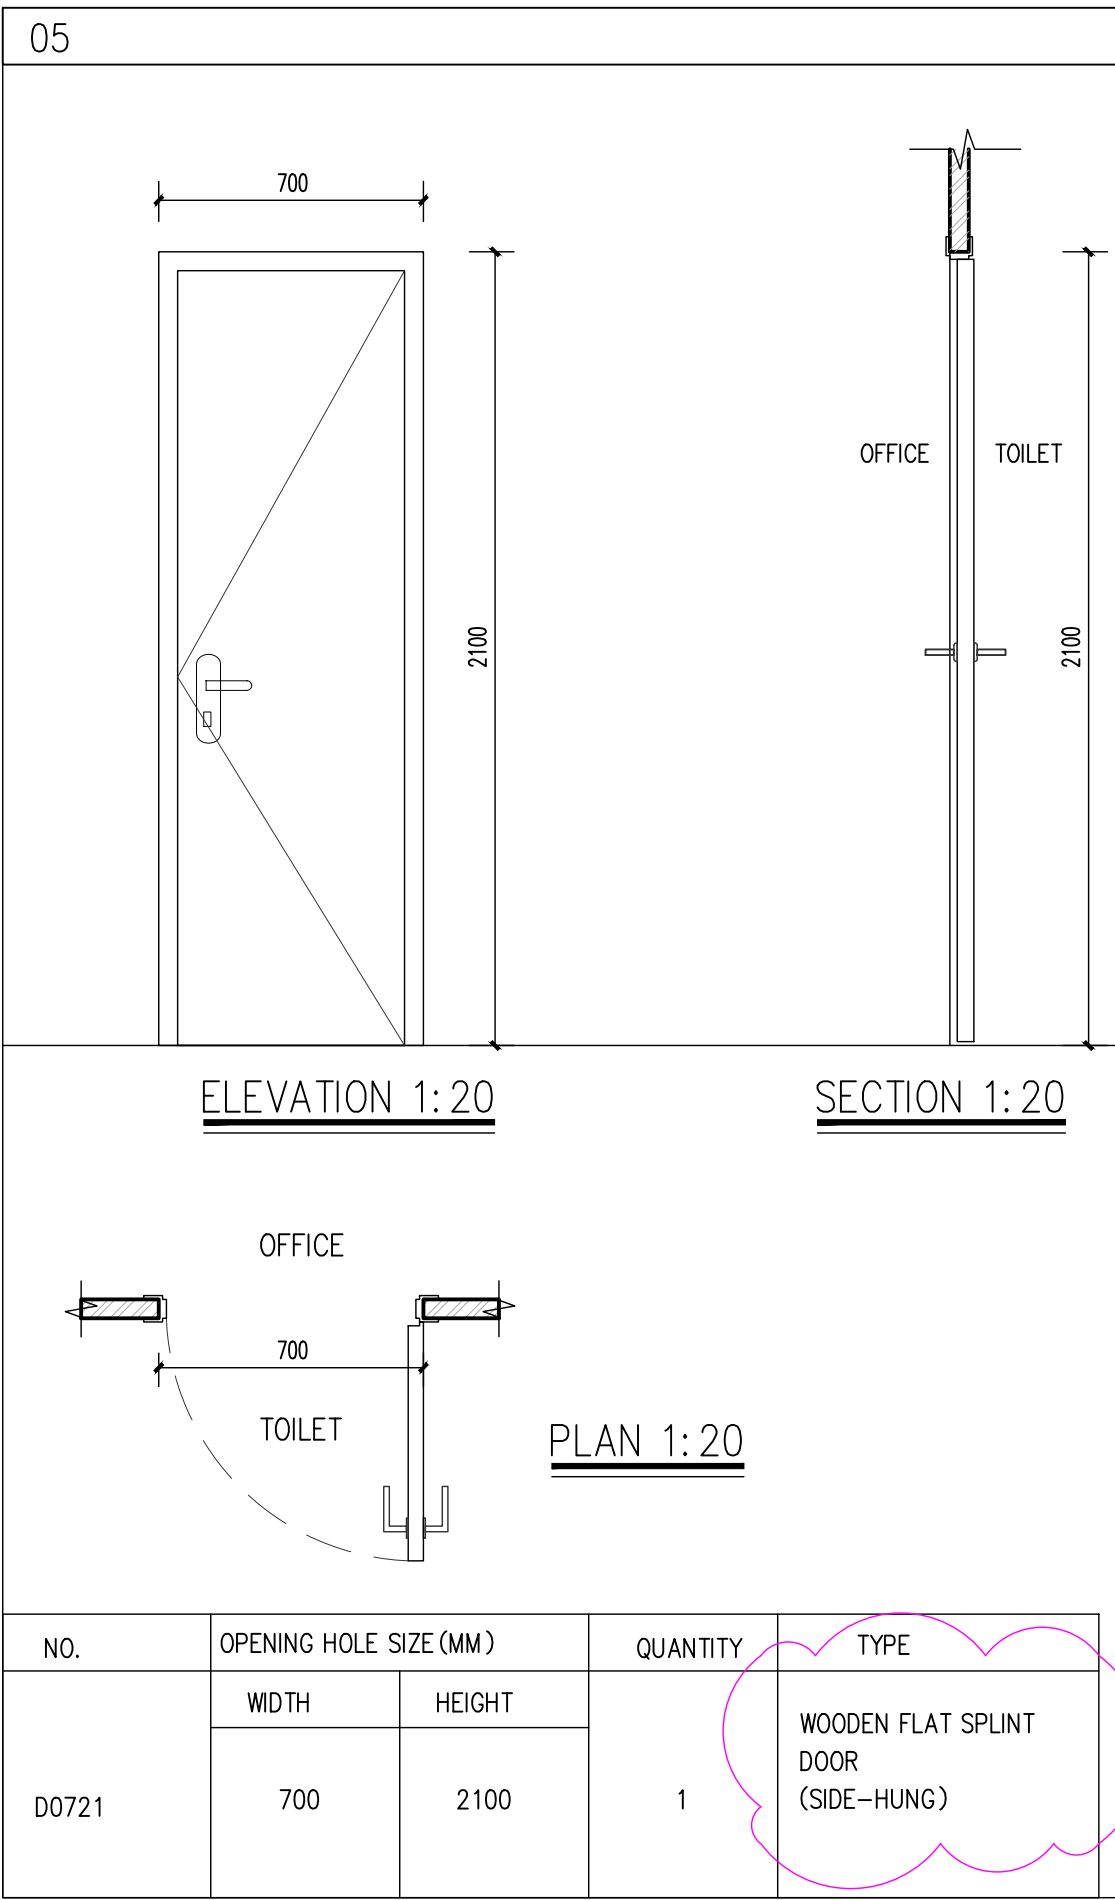 05
700
2100
OFFICE TOILET
2100
ELEVATION 1:20
SECTION 1:20
OFFICE
700
TOILET
PLAN 1:20
NO. OPENING HOLE SIZE(MM) QUANTITY TYPE
WIDTH HEIGHT
D0721 700 2100 1
WOODEN FLAT SPLINT
DOOR
(SIDE-HUNG)